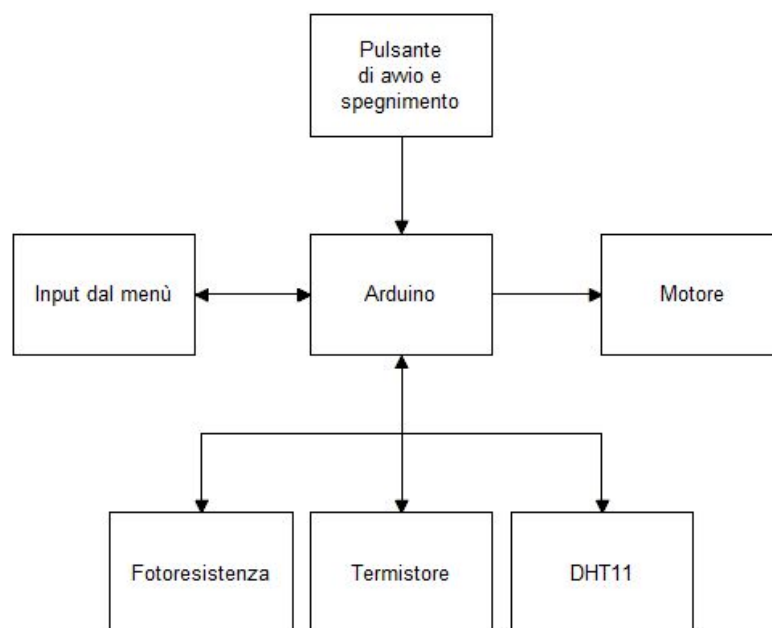 Pulsante
di avvio e
spegnimento
Input dal menù
Arduino
Motore
Fotoresistenza
Termistore
DHT11